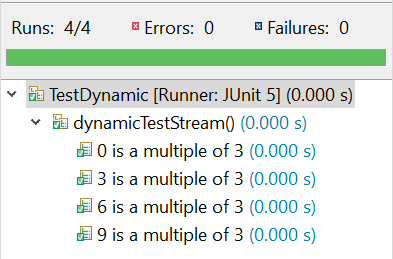 Runs: 4/4 Errors: 0 Failures: 0
TestDynamic [Runner: JUnit 5] (0.000 s)
dynamicTestStream() (0.000 s)
0 is a multiple of 3 (0.000 s)
3 is a multiple of 3 (0.000 s)
6 is a multiple of 3 (0.000 s)
9 is a multiple of 3 (0.000 s)